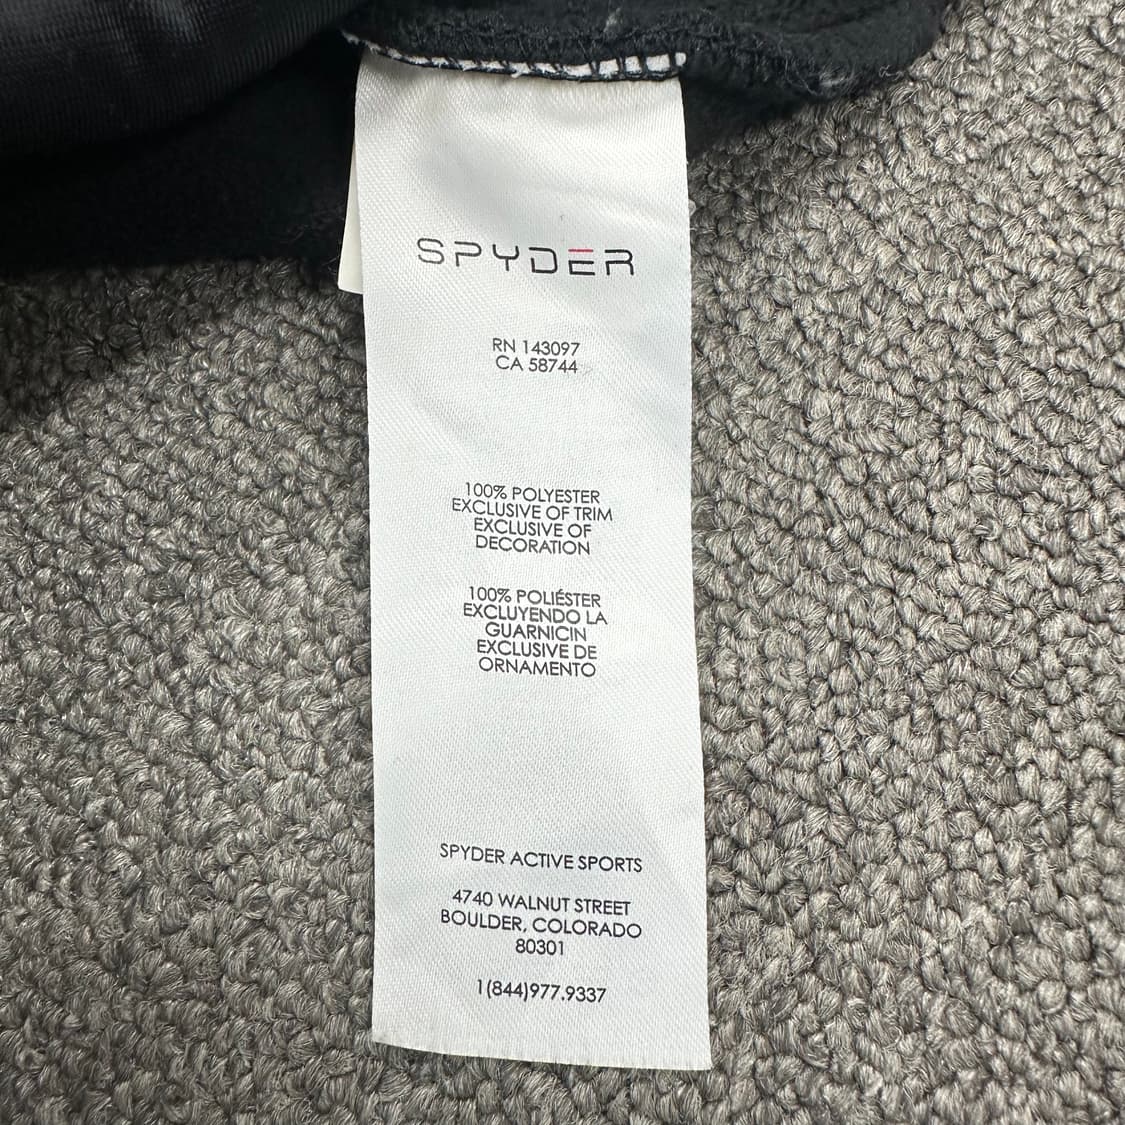 SPYDER
RN 143097
CA 58744
100% POLYESTER
EXCLUSIVE OF TRIM
EXCLUSIVE OF
DECORATION
100% POLIÉSTER
EXCLUYENDO LA
GUARNICIN
EXCLUSIVE DE
ORNAMENTO
SPYDER ACTIVE SPORTS
4740 WALNUT STREET
BOULDER, COLORADO
80301
1(844)977.9337